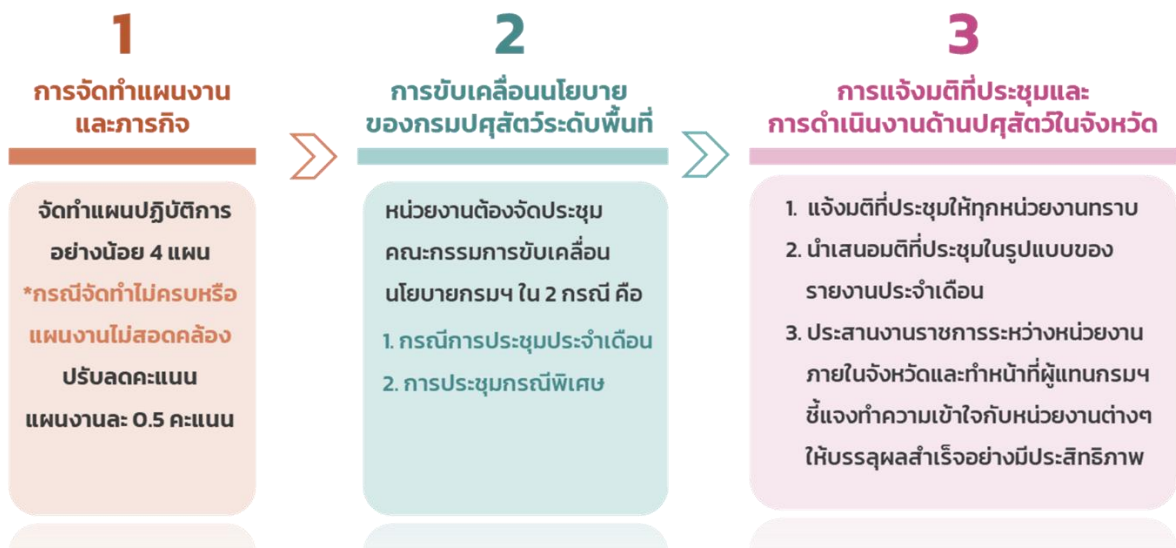 1
การจัดทำแผนงาน
และภารกิจ
จัดทำแผนปฏิบัติการ
อย่างน้อย 4 แผน
*กรณีจัดทำไม่ครบหรือ
แผนงานไม่สอดคล้อง
ปรับลดคะแนน
แผนงานละ 0.5 คะแนน
2
การขับเคลื่อนนโยบาย
ของกรมปศุสัตว์ระดับพื้นที่
หน่วยงานต้องจัดประชุม
คณะกรรมการขับเคลื่อน
นโยบายกรมฯ ใน 2 กรณี คือ
1. กรณีการประชุมประจำเดือน
2. การประชุมกรณีพิเศษ
3
การแจ้งมติที่ประชุมและ
การดำเนินงานด้านปศุสัตว์ในจังหวัด
1. แจ้งมติที่ประชุมให้ทุกหน่วยงานทราบ
2. นำเสนอมติที่ประชุมในรูปแบบของ
รายงานประจำเดือน
3. ประสานงานราชการระหว่างหน่วยงาน
ภายในจังหวัดและทำหน้าที่ผู้แทนกรมฯ
ชี้แจงทำความเข้าใจกับหน่วยงานต่างๆ
ให้บรรลุผลสำเร็จอย่างมีประสิทธิภาพ